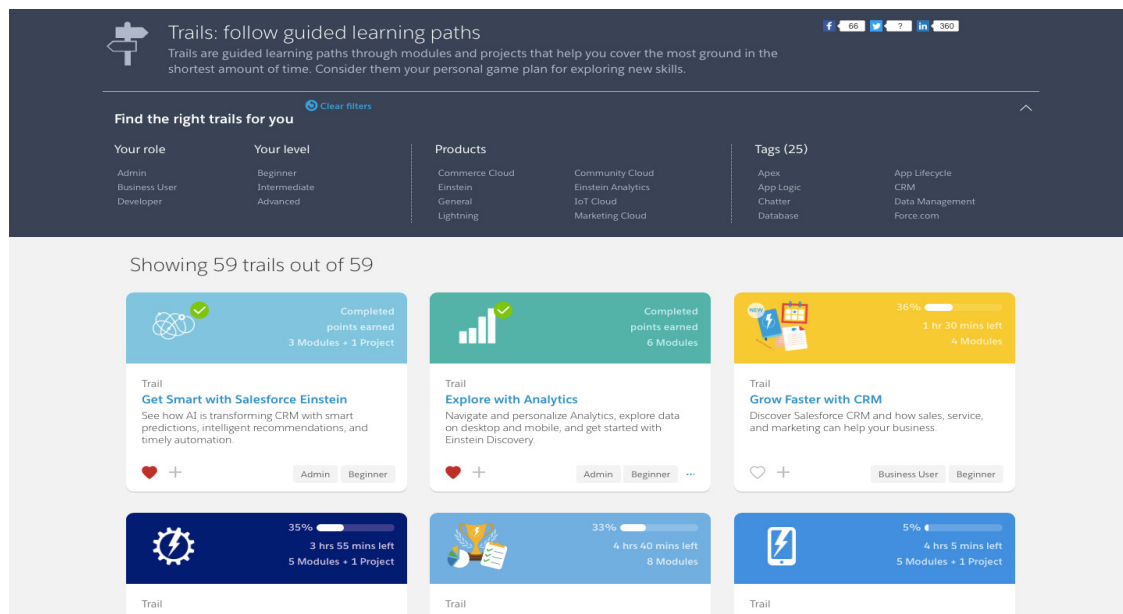 Trails: follow guided learning paths
Trails are guided learning paths through modules and projects that help you cover the most ground in the
shortest amount of time. Consider them your personal game plan for exploring new skills.
f 66 ? in 360
Clear filters
Find the right trails for you
Your role
Admin
Business User
Developer
Your level
Beginner
Intermediate
Advanced
Products
Commerce Cloud
Einstein
General
Lightning
Community Cloud
Einstein Analytics
IoT Cloud
Marketing Cloud
Tags (25)
Apex
App Logic
Chatter
Database
App Lifecycle
CRM
Data Management
Force.com
Showing 59 trails out of 59
Completed
points earned
3 Modules + 1 Project
Trail
Get Smart with Salesforce Einstein
See how AI is transforming CRM with smart
predictions, intelligent recommendations, and
timely automation.
Admin Beginner
Completed
points earned
6 Modules
Trail
Explore with Analytics
Navigate and personalize Analytics, explore data
on desktop and mobile, and get started with
Einstein Discovery.
Admin Beginner ...
NEW
36%
1 hr 30 mins left
4 Modules
Trail
Grow Faster with CRM
Discover Salesforce CRM and how sales, service,
and marketing can help your business.
Business User Beginner
35%
3 hrs 55 mins left
5 Modules + 1 Project
Trail
33%
4 hrs 40 mins left
8 Modules
Trail
5%
4 hrs 5 mins left
5 Modules + 1 Project
Trail